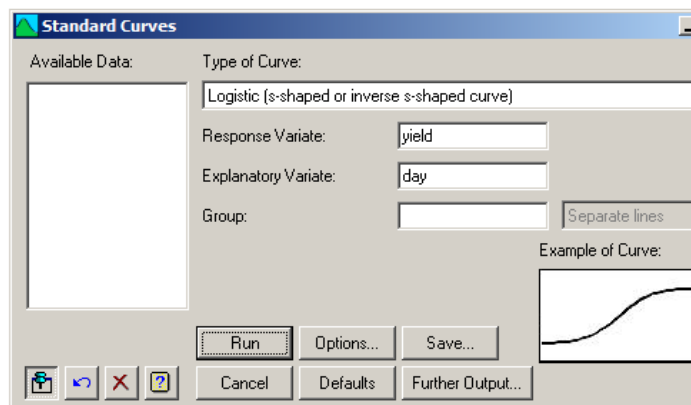 Standard Curves
Available Data:
Type of Curve:
Logistic (s-shaped or inverse s-shaped curve)
Response Variate: yield
Explanatory Variate: day
Group: Separate lines
Example of Curve:
Run Options... Save...
Cancel Defaults Further Output...